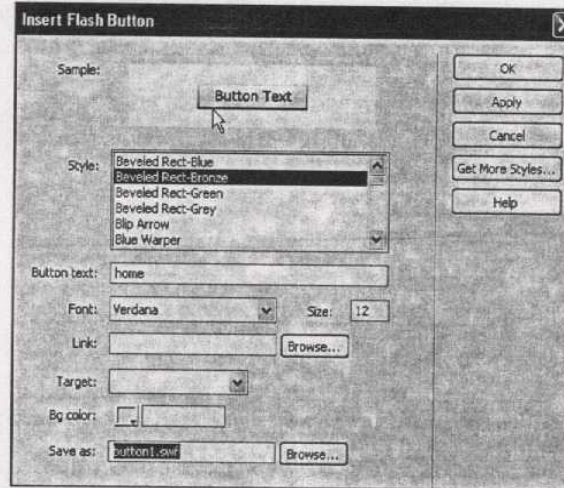 Insert Flash Button
Sample:
Button Text
Style:
Beveled Rect-Blue
Beveled Rect-Bronze
Beveled Rect-Green
Beveled Rect-Grey
Blip Arrow
Blue Warper
Button text: home
Font: Verdana Size: 12
Link: Browse...
Target:
Bg color:
Save as: button1.swf Browse...
OK
Apply
Cancel
Get More Styles...
Help